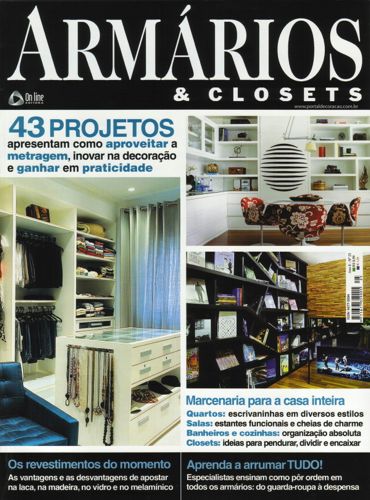 ARMÁRIOS
& CLOSETS
On line
EDITORA
www.portaldecoracao.com.br
43 PROJETOS
apresentam como aproveitar a
metragem, inovar na decoração
e ganhar em praticidade
Marcenaria para a casa inteira
Quartos: escrivaninhas em diversos estilos
Salas: estantes funcionais e cheias de charme
Banheiros e cozinhas: organização absoluta
Closets: ideias para pendurar, dividir e encaixar
Os revestimentos do momento
As vantagens e as desvantagens de apostar
na laca, na madeira, no vidro e no melamínico
Aprenda a arrumar TUDO!
Especialistas ensinam como pôr ordem em
todos os armários: do guarda-roupa à despensa